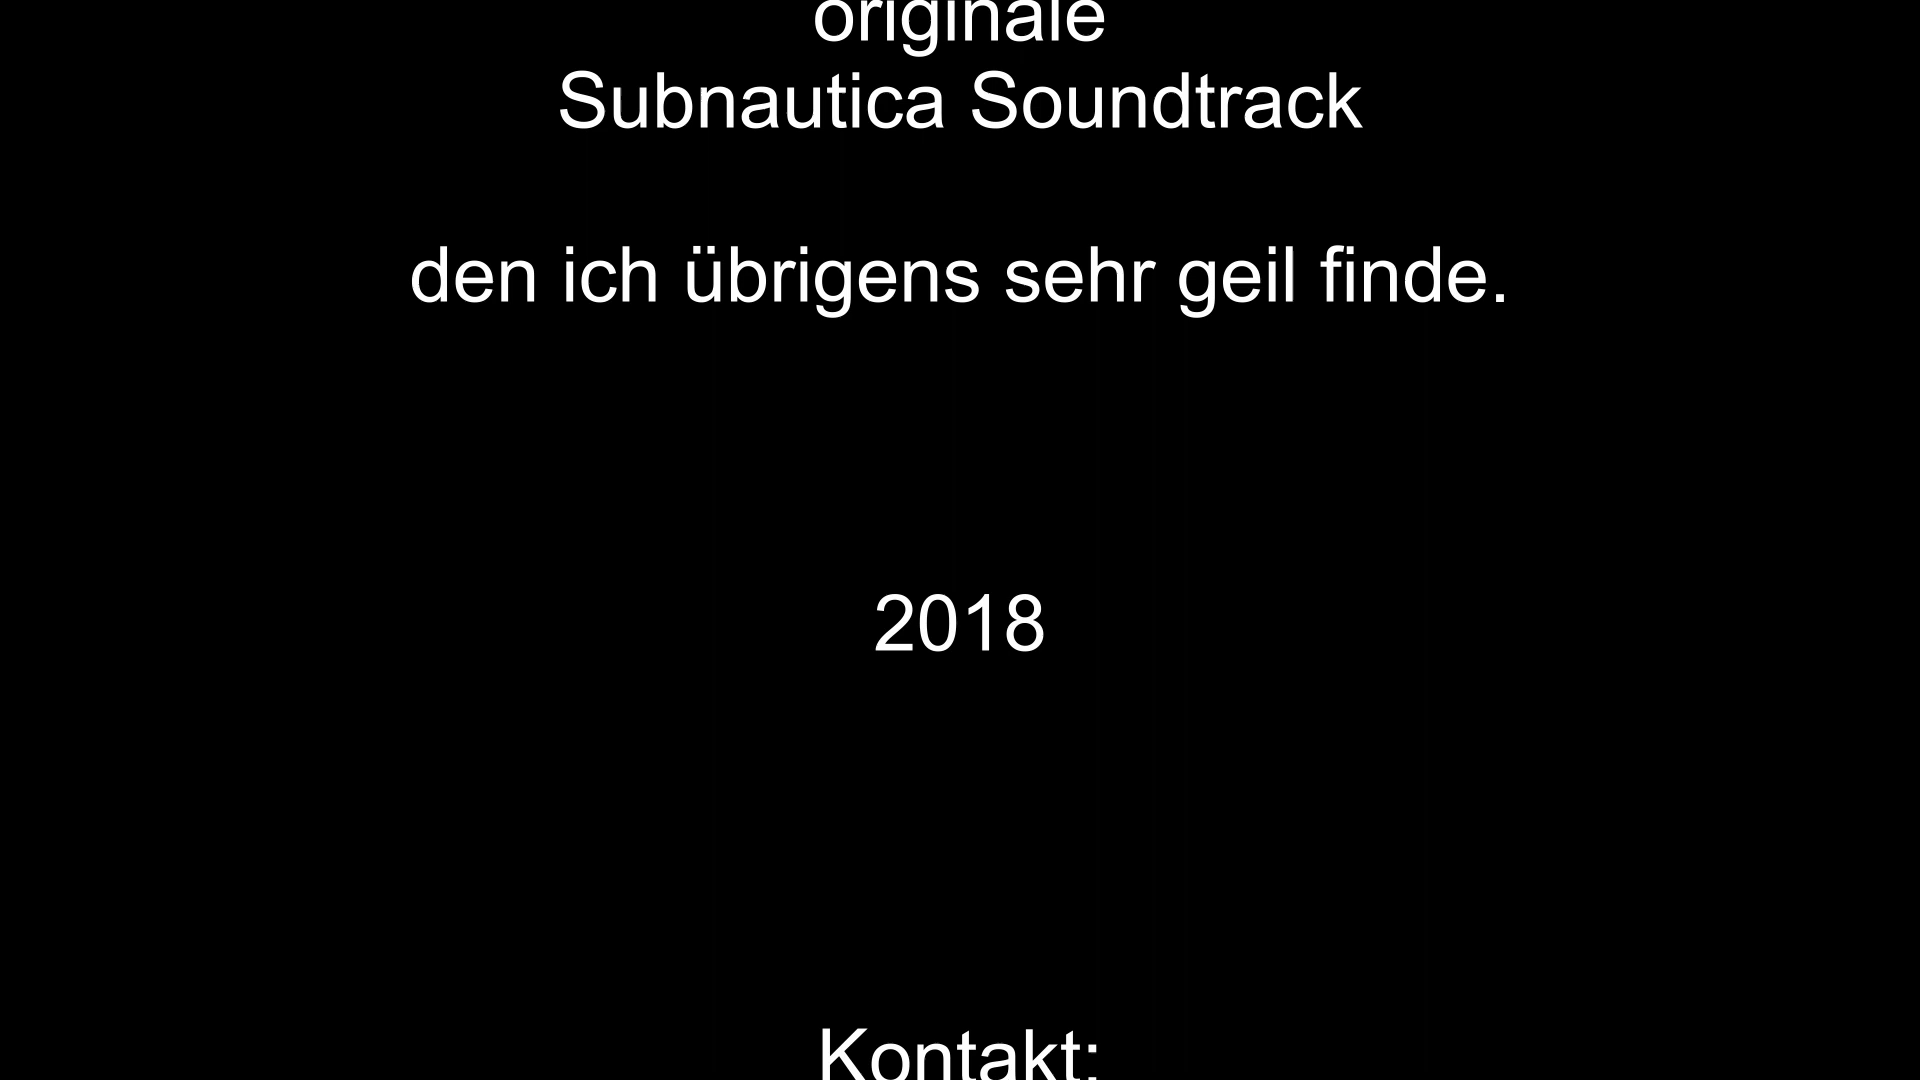 originale
Subnautica Soundtrack
den ich übrigens sehr geil finde.
2018
Kontakt: